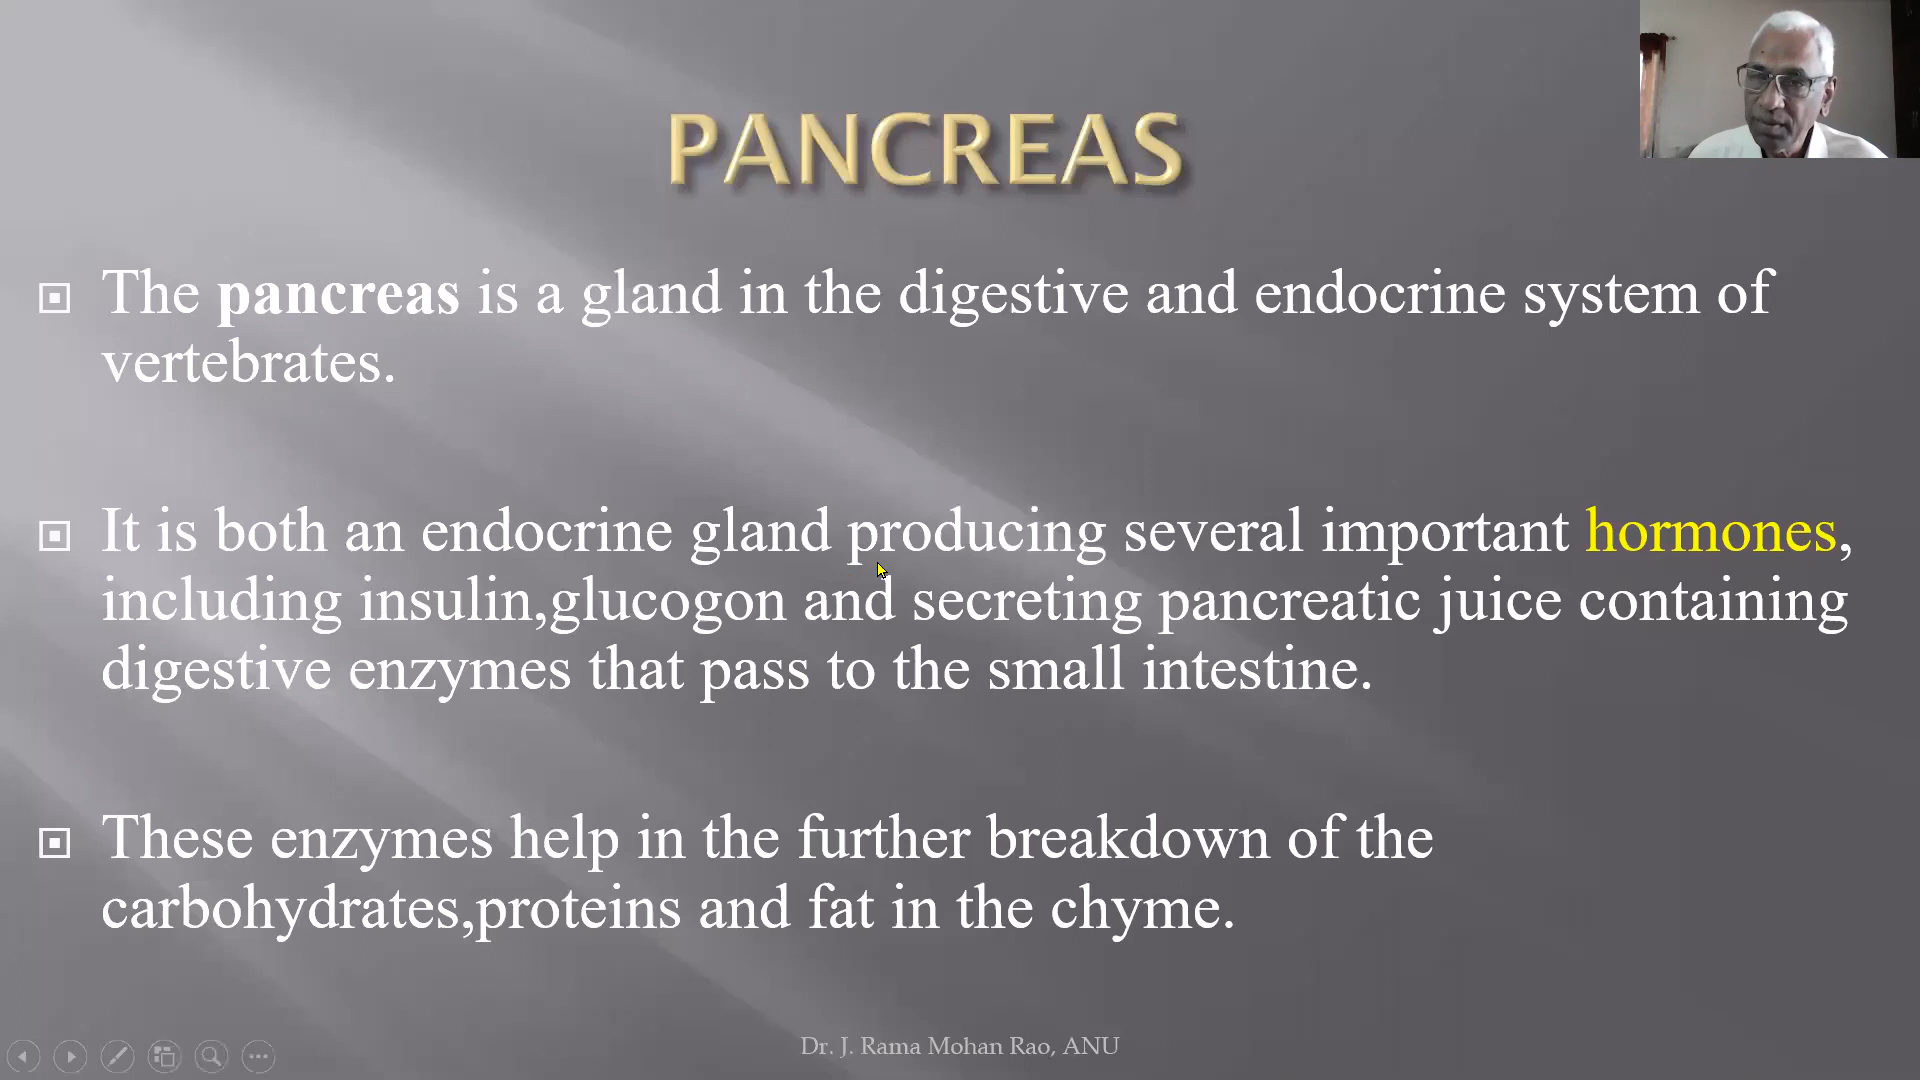 PANCREAS
The pancreas is a gland in the digestive and endocrine system of
vertebrates.
It is both an endocrine gland producing several important hormones,
including insulin,glucogon and secreting pancreatic juice containing
digestive enzymes that pass to the small intestine.
These enzymes help in the further breakdown of the
carbohydrates,proteins and fat in the chyme.
Dr. J. Rama Mohan Rao, ANU